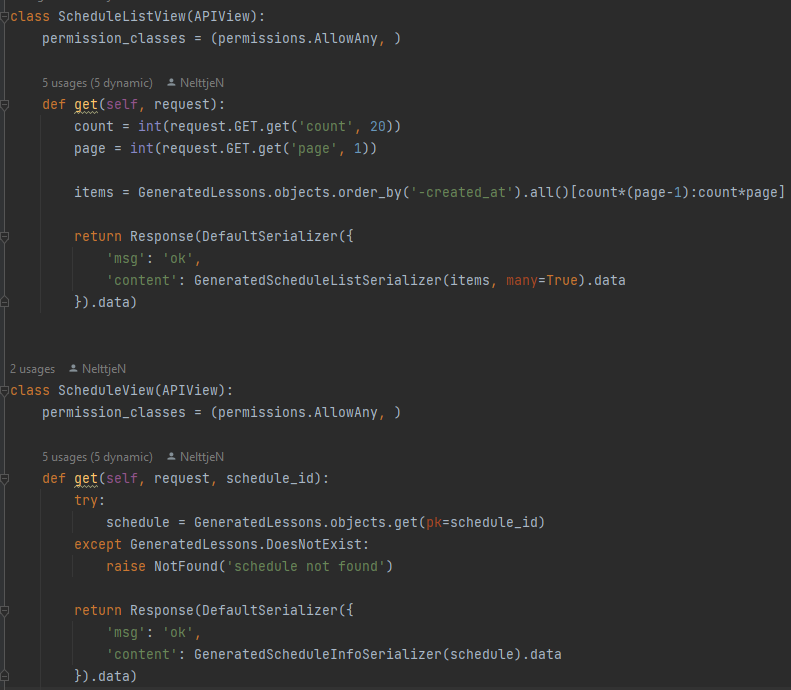 class ScheduleListView(APIView):
    permission_classes = (permissions.AllowAny, )
    5 usages (5 dynamic)  NelttjeN
    def get(self, request):
        count = int(request.GET.get('count', 20))
        page = int(request.GET.get('page', 1))
        items = GeneratedLessons.objects.order_by('-created_at').all()[count*(page-1):count*page]
        return Response(DefaultSerializer({
            'msg': 'ok',
            'content': GeneratedScheduleListSerializer(items, many=True).data
        }).data)
2 usages  NelttjeN
class ScheduleView(APIView):
    permission_classes = (permissions.AllowAny, )
    5 usages (5 dynamic)  NelttjeN
    def get(self, request, schedule_id):
        try:
            schedule = GeneratedLessons.objects.get(pk=schedule_id)
        except GeneratedLessons.DoesNotExist:
            raise NotFound('schedule not found')
        return Response(DefaultSerializer({
            'msg': 'ok',
            'content': GeneratedScheduleInfoSerializer(schedule).data
        }).data)